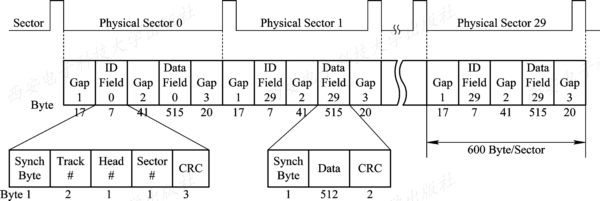 Sector
Physical Sector 0
Physical Sector 1
Physical Sector 29
Gap 1
ID Field 0
Gap 2
Data Field 0
Gap 3
Gap 1
ID Field 29
Gap 2
Data Field 29
Gap 3
Gap 1
ID Field 29
Gap 2
Data Field 29
Gap 3
Byte
17 7 41 515 20 17 7 41 515 20 17 7 41 515 20
600 Byte/Sector
Synch Byte
Track #
Head #
Sector #
CRC
Byte 1 2 1 1 3
Synch Byte
Data
CRC
1 512 2